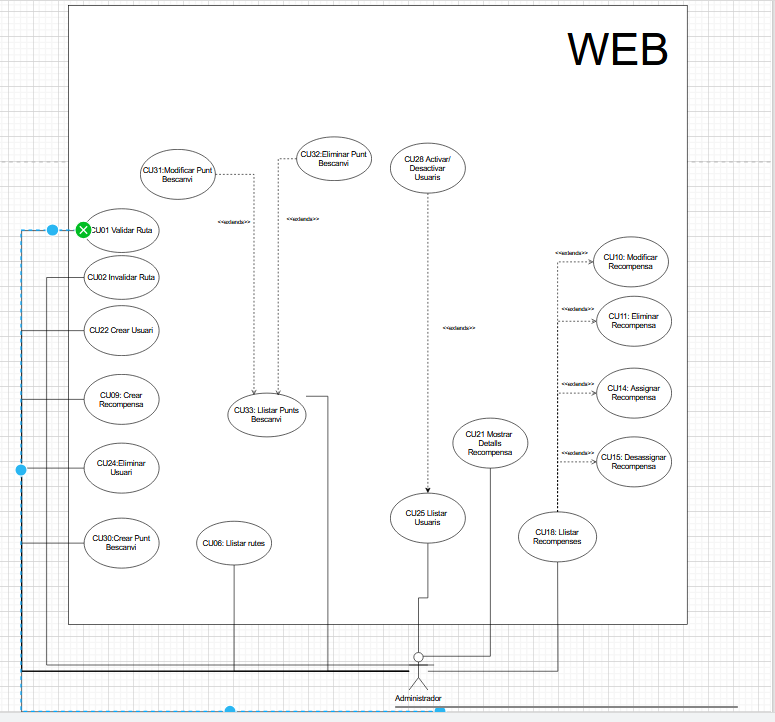 WEB
CU31:Modificar Punt
Bescanvi
CU32:Eliminar Punt
Bescanvi
CU28 Activar/
Desactivar
Usuaris
<<extends>>
<<extends>>
CU01 Validar Ruta
CU02 Invalidar Ruta
CU22 Crear Usuari
<<extends>>
CU10: Modificar
Recompensa
<<extends>>
CU11: Eliminar
Recompensa
<<extends>>
<<extends>>
CU14: Assignar
Recompensa
CU09: Crear
Recompensa
CU33: Llistar Punts
Bescanvi
CU21 Mostrar
Detalls
Recompensa
<<extends>>
CU15: Desassignar
Recompensa
CU24:Eliminar
Usuari
CU25 Llistar
Usuaris
CU30:Crear Punt
Bescanvi
CU06: Llistar rutes
CU18: Llistar
Recompenses
Administrador